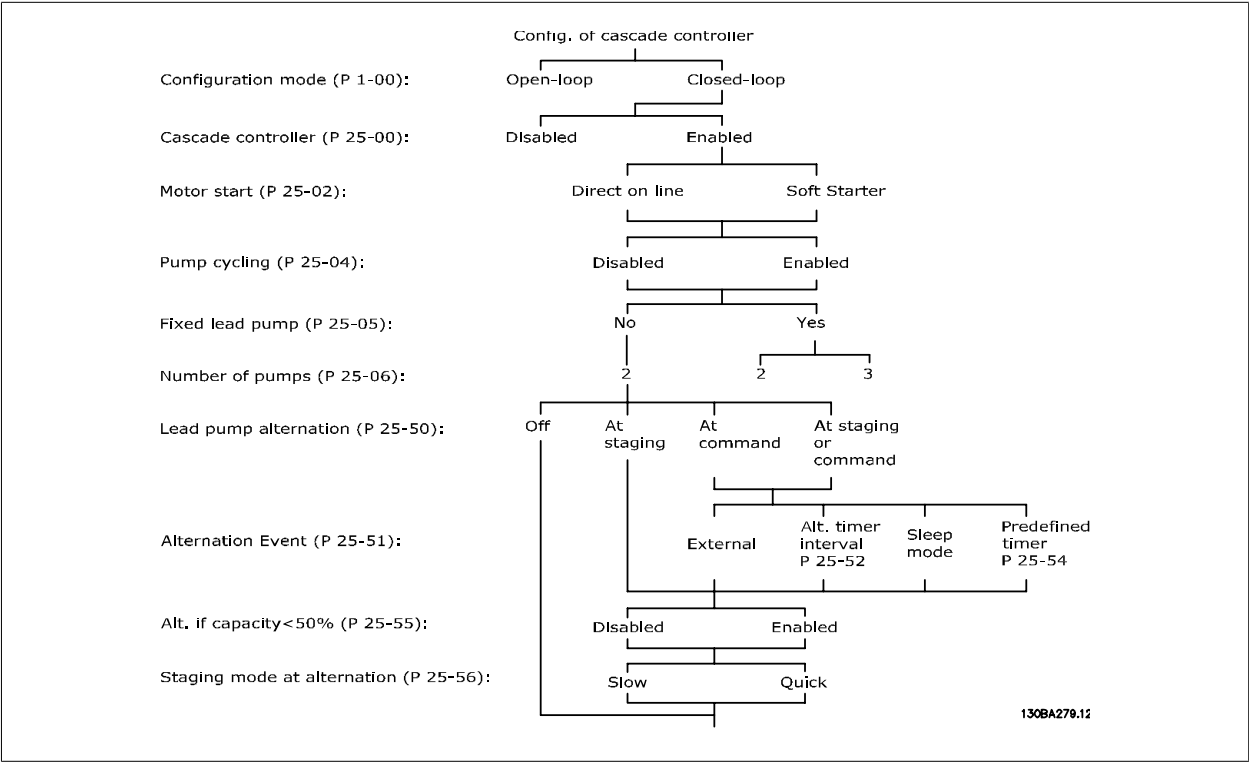 Config. of cascade controller
Configuration mode (P 1-00): Open-loop Closed-loop
Cascade controller (P 25-00): Disabled Enabled
Motor start (P 25-02): Direct on line Soft Starter
Pump cycling (P 25-04): Disabled Enabled
Fixed lead pump (P 25-05): No Yes
Number of pumps (P 25-06): 2 2 3
Lead pump alternation (P 25-50): Off At staging At command At staging or command
Alternation Event (P 25-51): External Alt. timer interval P 25-52 Sleep mode Predefined timer P 25-54
Alt. if capacity<50% (P 25-55): Disabled Enabled
Staging mode at alternation (P 25-56): Slow Quick
130BA279.12